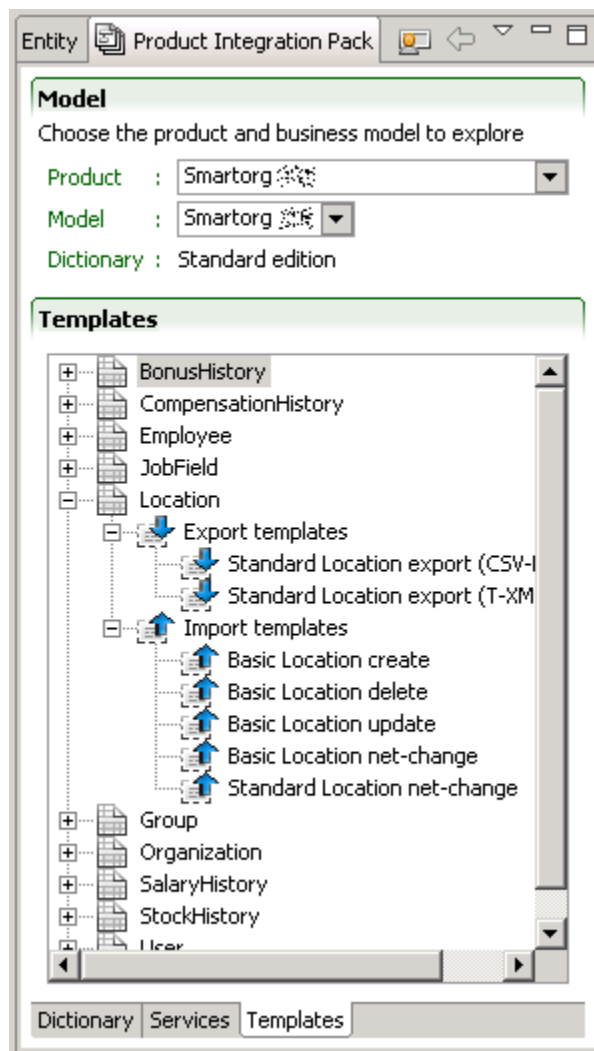 Entity Product Integration Pack
Model
Choose the product and business model to explore
Product : Smartorg
Model : Smartorg
Dictionary : Standard edition
Templates
BonusHistory
CompensationHistory
Employee
JobField
Location
Export templates
Standard Location export (CSV-
Standard Location export (T-XM
Import templates
Basic Location create
Basic Location delete
Basic Location update
Basic Location net-change
Standard Location net-change
Group
Organization
SalaryHistory
StockHistory
User
Dictionary Services Templates